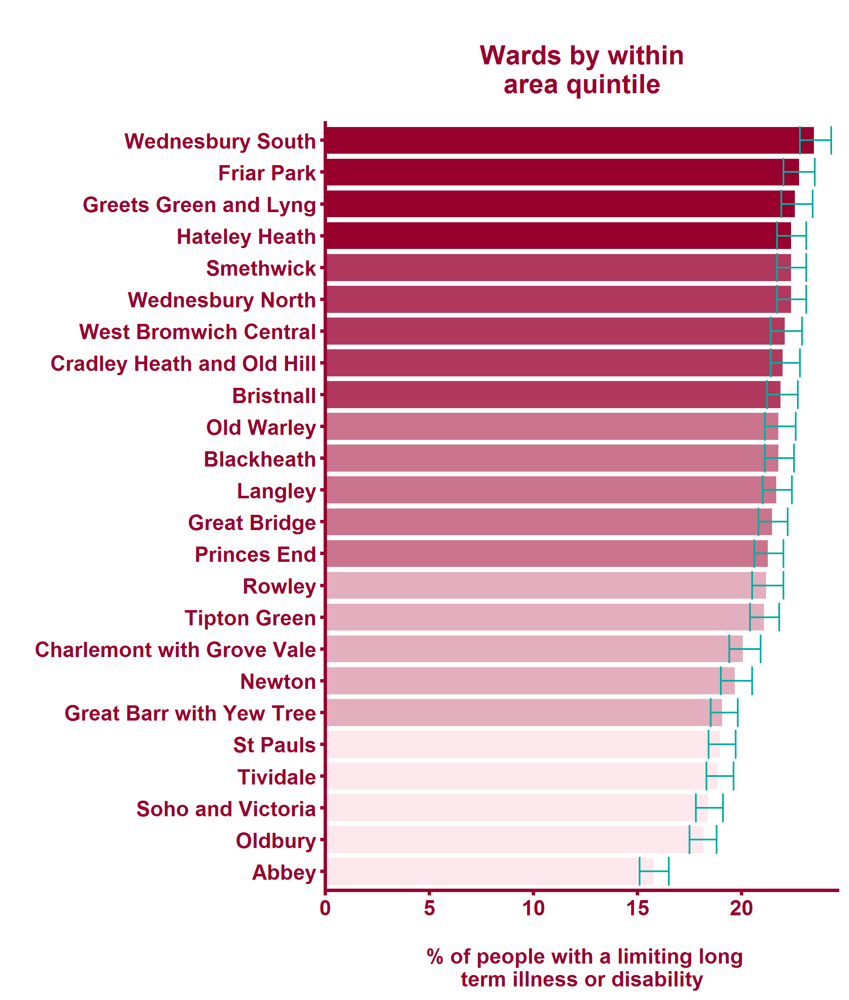 Wards by within
area quintile
Wednesbury South
Friar Park
Greets Green and Lyng
Hateley Heath
Smethwick
Wednesbury North
West Bromwich Central
Cradley Heath and Old Hill
Bristnall
Old Warley
Blackheath
Langley
Great Bridge
Princes End
Rowley
Tipton Green
Charlemont with Grove Vale
Newton
Great Barr with Yew Tree
St Pauls
Tividale
Soho and Victoria
Oldbury
Abbey
0 5 10 15 20
% of people with a limiting long
term illness or disability